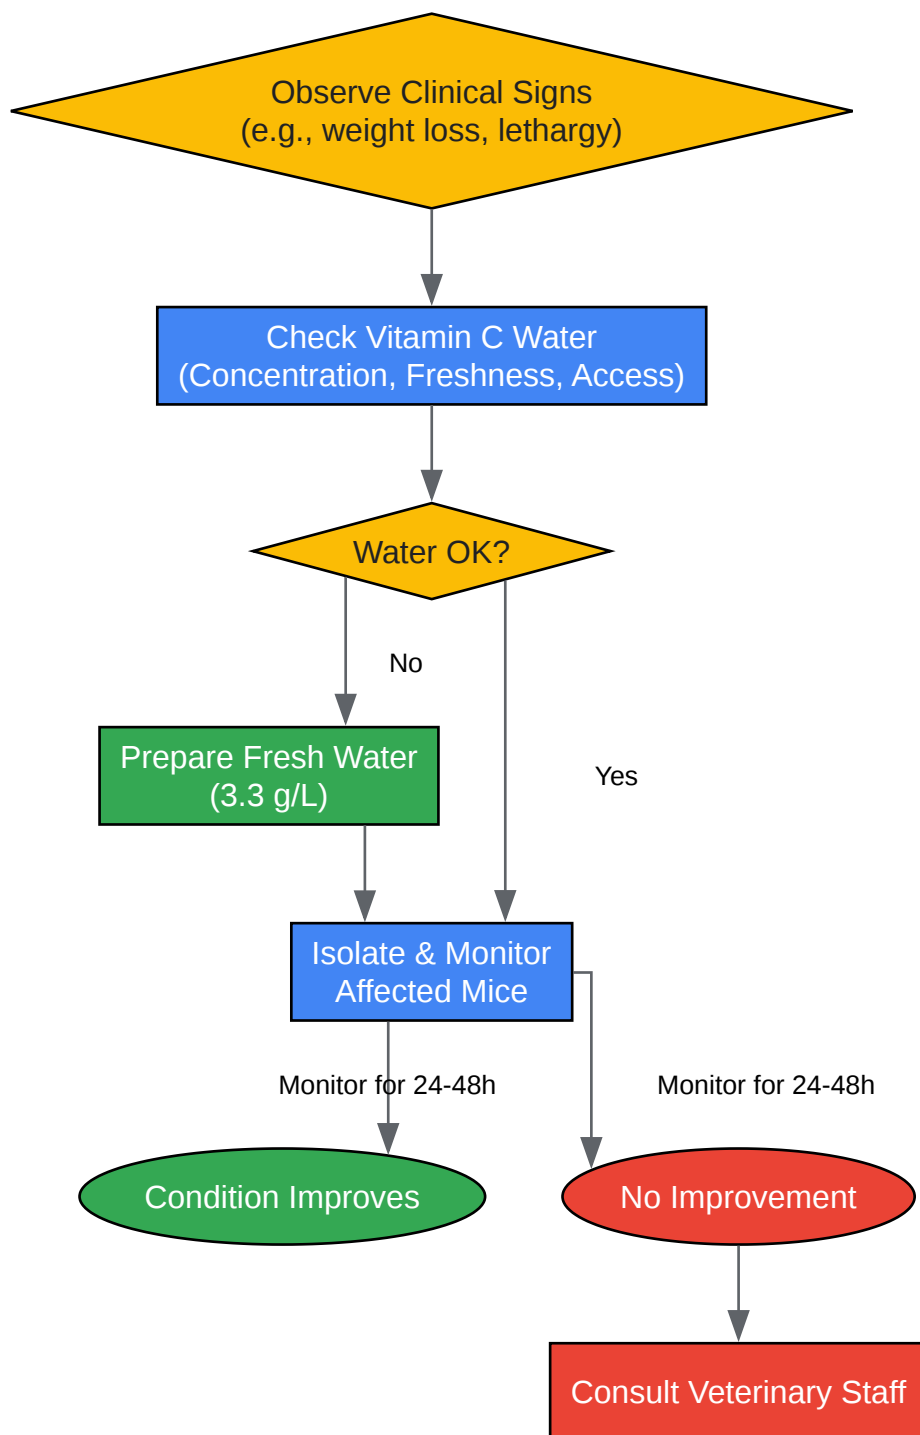 Observe Clinical Signs
(e.g., weight loss, lethargy)
Check Vitamin C Water
(Concentration, Freshness, Access)
Water OK?
No
Prepare Fresh Water
(3.3 g/L)
Yes
Isolate & Monitor
Affected Mice
Monitor for 24-48h
Monitor for 24-48h
Condition Improves
No Improvement
Consult Veterinary Staff